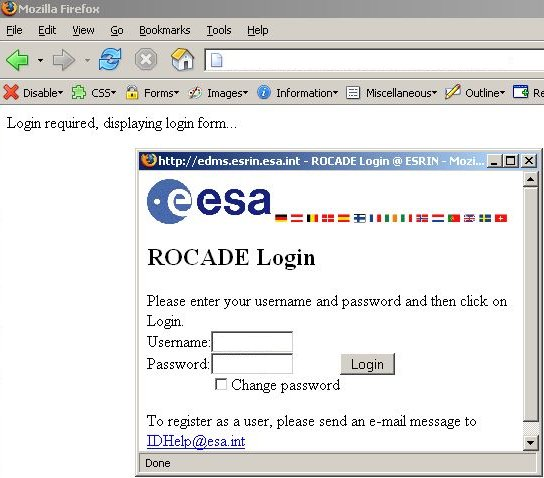 Mozilla Firefox
File Edit View Go Bookmarks Tools Help
Disable CSS Forms Images Information Miscellaneous Outline Re
Login required, displaying login form...
http://edms.esrin.esa.int - ROCADE Login @ ESRIN - Mozi...
esa
ROCADE Login
Please enter your username and password and then click on
Login.
Username:
Password: Login
Change password
To register as a user, please send an e-mail message to
IDHelp@esa.int
Done